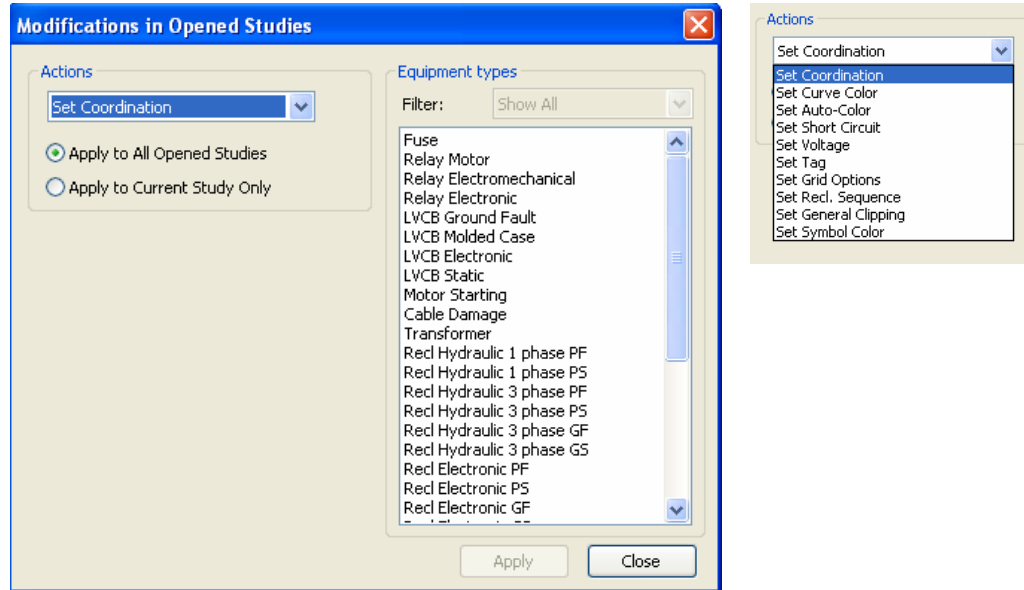 Modifications in Opened Studies
Actions
Set Coordination
Apply to All Opened Studies
Apply to Current Study Only
Equipment types
Filter: Show All
Fuse
Relay Motor
Relay Electromechanical
Relay Electronic
LVCB Ground Fault
LVCB Molded Case
LVCB Electronic
LVCB Static
Motor Starting
Cable Damage
Transformer
Recl Hydraulic 1 phase PF
Recl Hydraulic 1 phase PS
Recl Hydraulic 3 phase PF
Recl Hydraulic 3 phase PS
Recl Hydraulic 3 phase GF
Recl Hydraulic 3 phase GS
Recl Electronic PF
Recl Electronic PS
Recl Electronic GF
Apply Close
Actions
Set Coordination
Set Coordination
Set Curve Color
Set Auto-Color
Set Short Circuit
Set Voltage
Set Tag
Set Grid Options
Set Recl. Sequence
Set General Clipping
Set Symbol Color